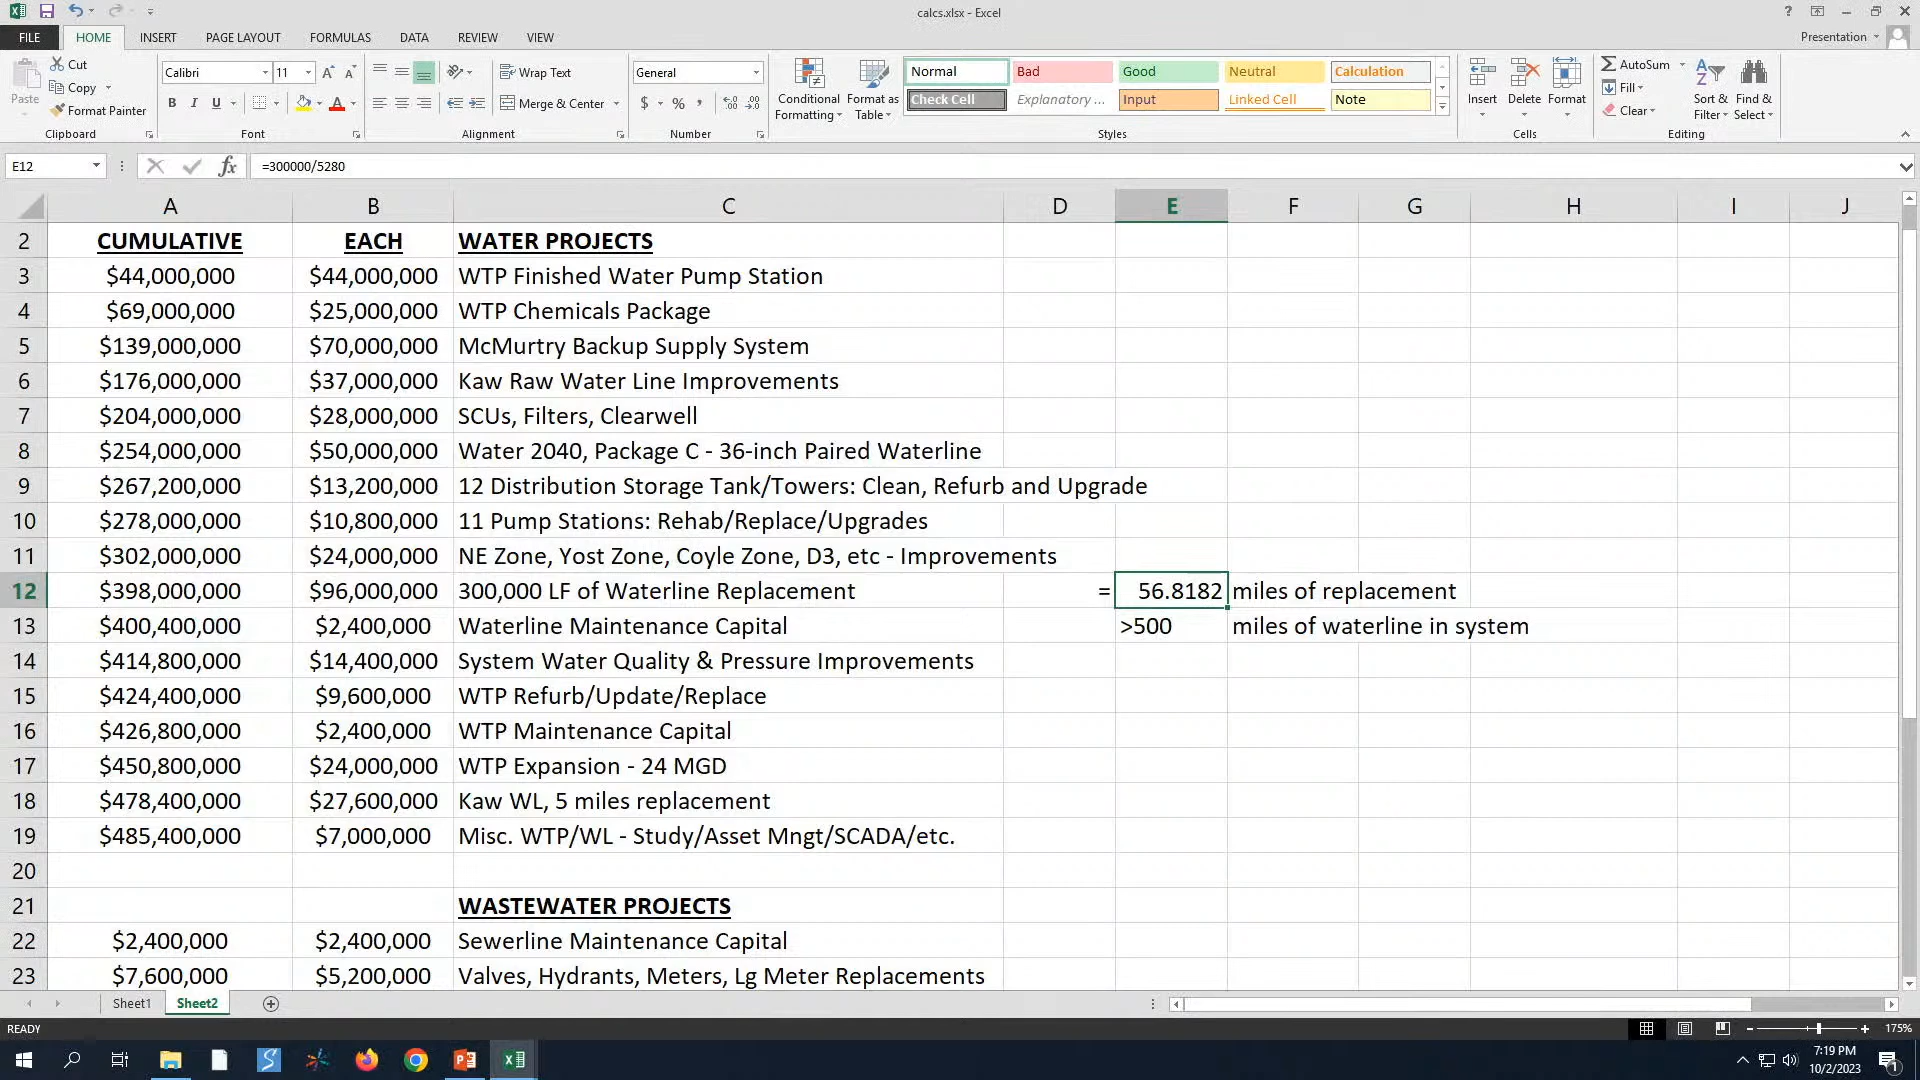 calcs.xlsx - Excel
FILE HOME INSERT PAGE LAYOUT FORMULAS DATA REVIEW VIEW Presentation
Paste
Cut
Copy
Format Painter
Clipboard
Calibri 11
B I U
Font
Wrap Text
Merge & Center
Alignment
General
$ % ,
Number
Conditional Formatting
Format as Table
Normal Bad Good Neutral Calculation
Check Cell Explanatory ... Input Linked Cell Note
Styles
Insert Delete Format
Cells
AutoSum
Fill
Clear
Sort & Filter
Find & Select
Editing
E12 fx =300000/5280
A B C D E F G H I J
2 CUMULATIVE EACH WATER PROJECTS
3 $44,000,000 $44,000,000 WTP Finished Water Pump Station
4 $69,000,000 $25,000,000 WTP Chemicals Package
5 $139,000,000 $70,000,000 McMurtry Backup Supply System
6 $176,000,000 $37,000,000 Kaw Raw Water Line Improvements
7 $204,000,000 $28,000,000 SCUs, Filters, Clearwell
8 $254,000,000 $50,000,000 Water 2040, Package C - 36-inch Paired Waterline
9 $267,200,000 $13,200,000 12 Distribution Storage Tank/Towers: Clean, Refurb and Upgrade
10 $278,000,000 $10,800,000 11 Pump Stations: Rehab/Replace/Upgrades
11 $302,000,000 $24,000,000 NE Zone, Yost Zone, Coyle Zone, D3, etc - Improvements
12 $398,000,000 $96,000,000 300,000 LF of Waterline Replacement = 56.8182 miles of replacement
13 $400,400,000 $2,400,000 Waterline Maintenance Capital >500 miles of waterline in system
14 $414,800,000 $14,400,000 System Water Quality & Pressure Improvements
15 $424,400,000 $9,600,000 WTP Refurb/Update/Replace
16 $426,800,000 $2,400,000 WTP Maintenance Capital
17 $450,800,000 $24,000,000 WTP Expansion - 24 MGD
18 $478,400,000 $27,600,000 Kaw WL, 5 miles replacement
19 $485,400,000 $7,000,000 Misc. WTP/WL - Study/Asset Mngt/SCADA/etc.
20
21 WASTEWATER PROJECTS
22 $2,400,000 $2,400,000 Sewerline Maintenance Capital
23 $7,600,000 $5,200,000 Valves, Hydrants, Meters, Lg Meter Replacements
Sheet1 Sheet2
READY 175%
7:19 PM
10/2/2023